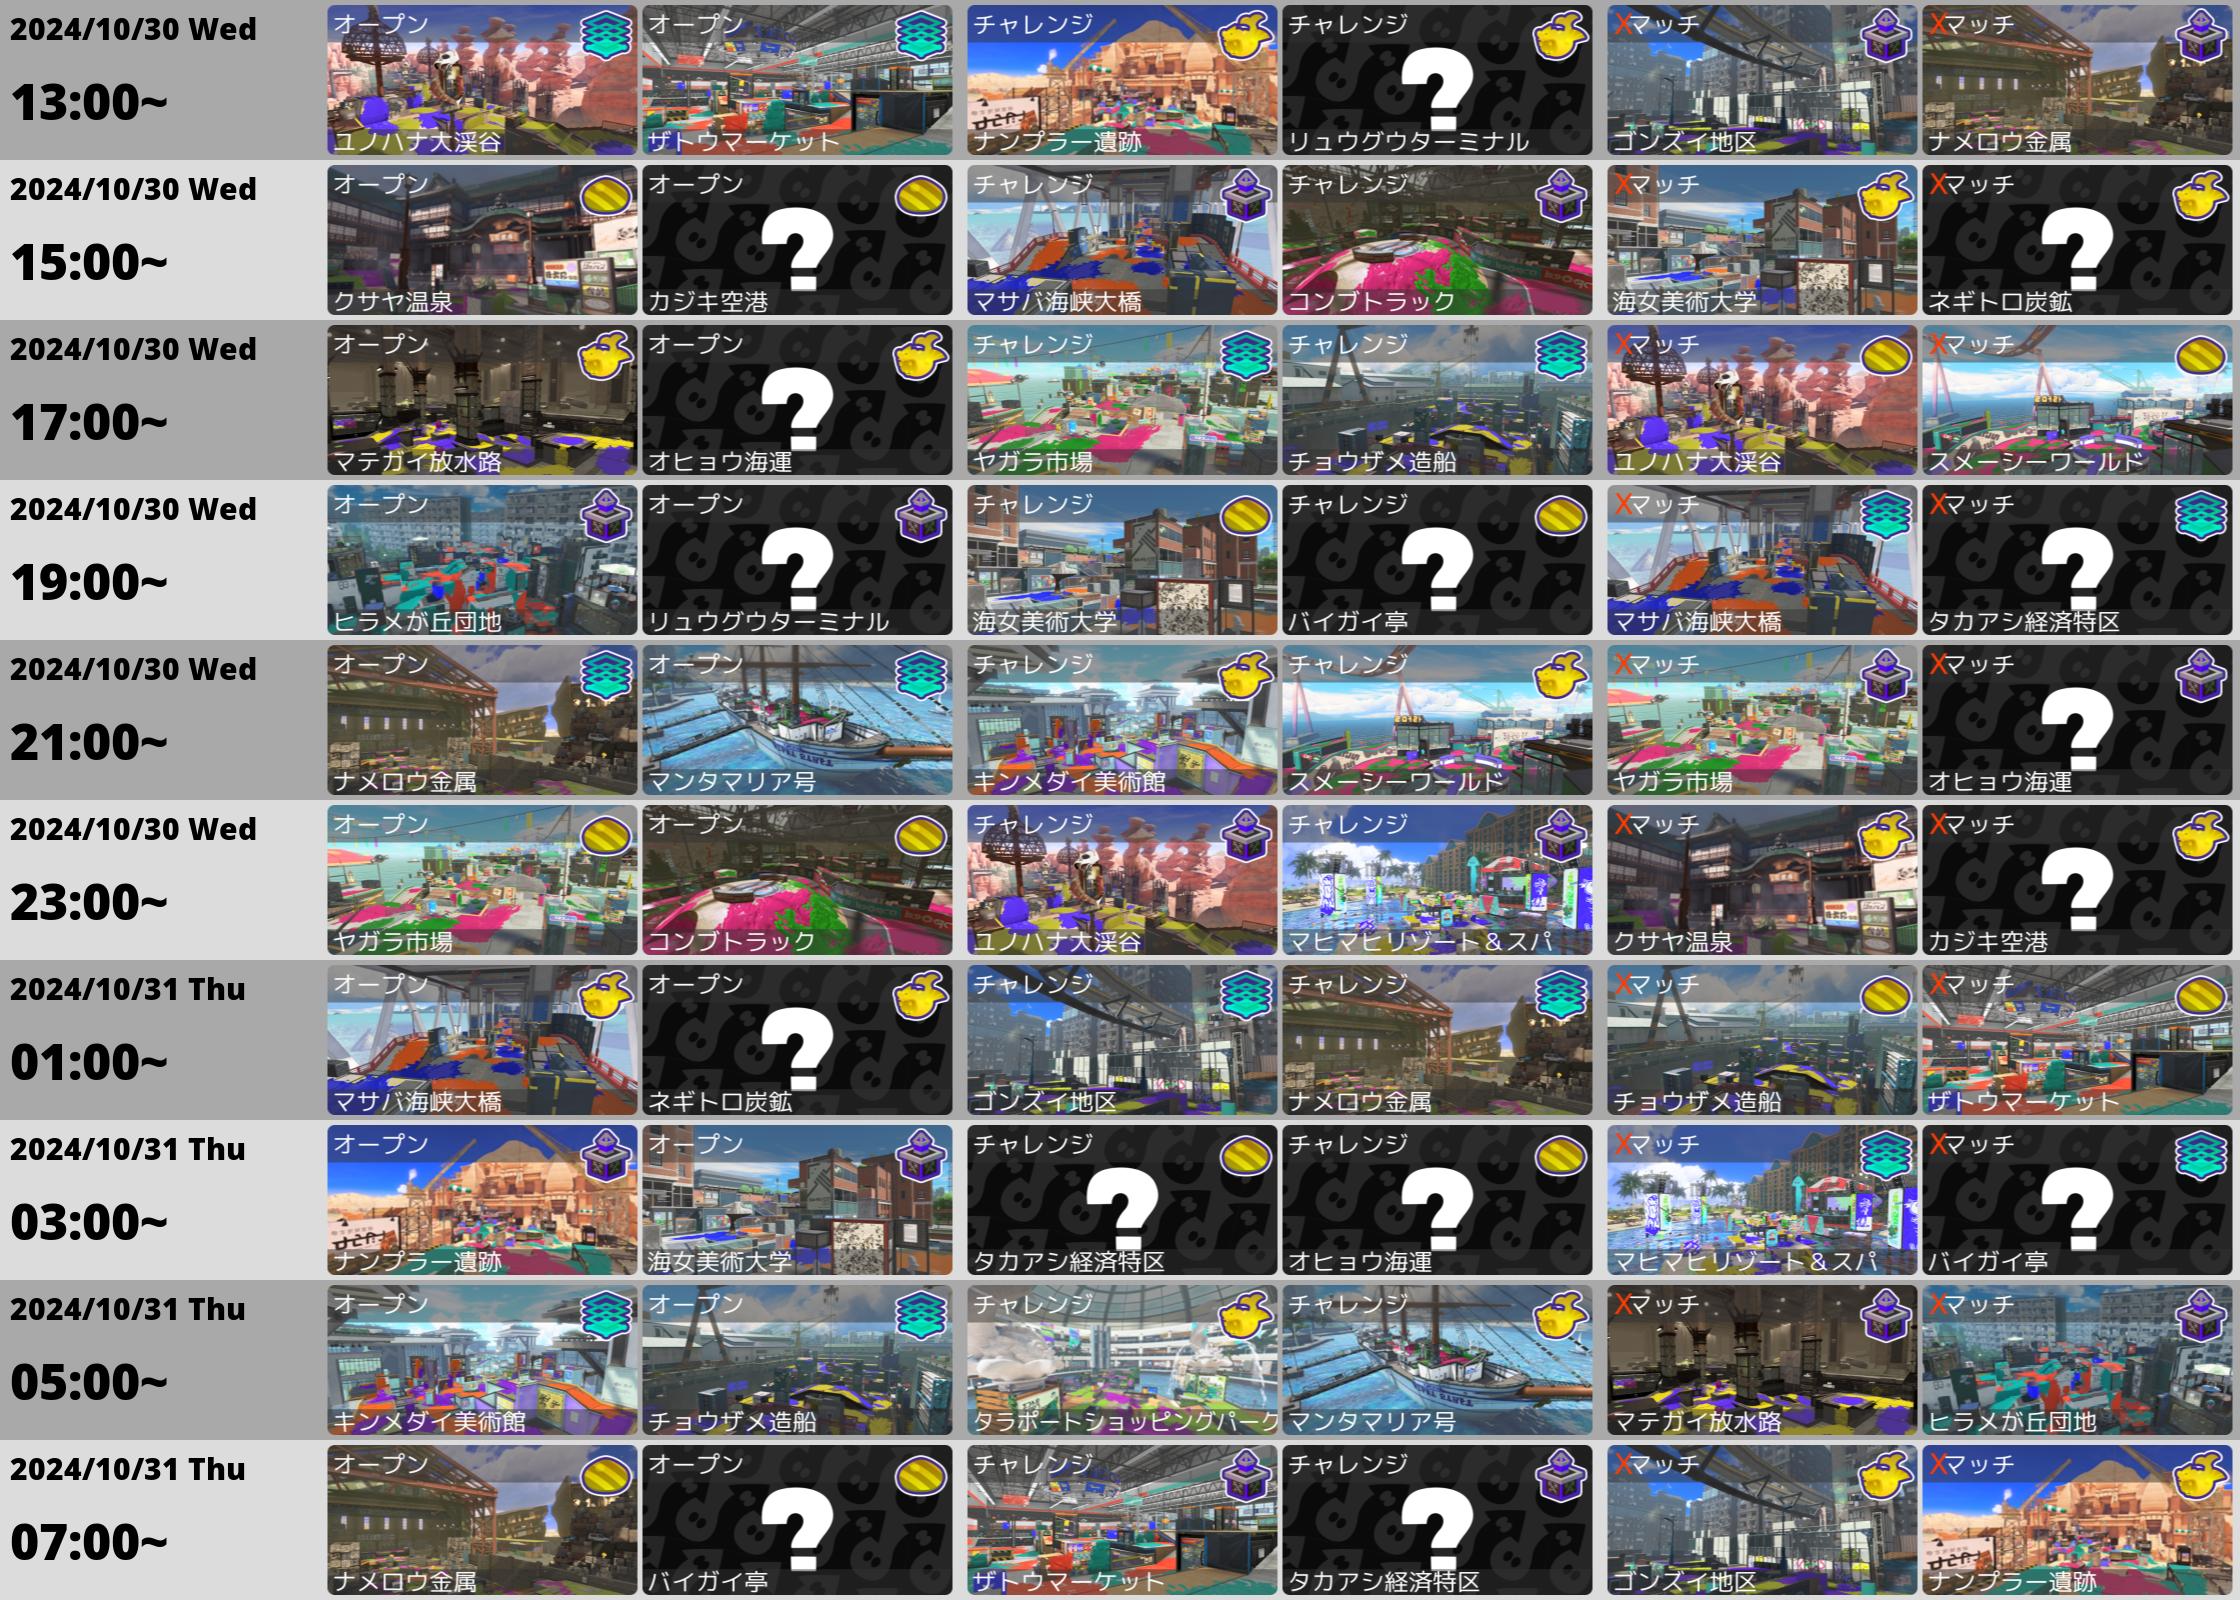 2024/10/30 Wed
13:00~
オープン
ユノハナ大渓谷
オープン
ザトウマーケット
チャレンジ
ナンプラー遺跡
チャレンジ
?
リュウグウターミナル
Xマッチ
ゴンズイ地区
Xマッチ
ナメロウ金属
2024/10/30 Wed
15:00~
オープン
クサヤ温泉
オープン
?
カジキ空港
チャレンジ
マサバ海峡大橋
チャレンジ
コンブトラック
Xマッチ
海女美術大学
Xマッチ
?
ネギトロ炭鉱
2024/10/30 Wed
17:00~
オープン
マテガイ放水路
オープン
?
オヒョウ海運
チャレンジ
ヤガラ市場
チャレンジ
チョウザメ造船
Xマッチ
ユノハナ大渓谷
Xマッチ
スメーシーワールド
2024/10/30 Wed
19:00~
オープン
ヒラメが丘団地
オープン
?
リュウグウターミナル
チャレンジ
海女美術大学
チャレンジ
?
バイガイ亭
Xマッチ
マサバ海峡大橋
Xマッチ
?
タカアシ経済特区
2024/10/30 Wed
21:00~
オープン
ナメロウ金属
オープン
マンタマリア号
チャレンジ
キンメダイ美術館
チャレンジ
スメーシーワールド
Xマッチ
ヤガラ市場
Xマッチ
?
オヒョウ海運
2024/10/30 Wed
23:00~
オープン
ヤガラ市場
オープン
コンブトラック
チャレンジ
ユノハナ大渓谷
チャレンジ
マヒマヒリゾート＆スパ
Xマッチ
クサヤ温泉
Xマッチ
?
カジキ空港
2024/10/31 Thu
01:00~
オープン
マサバ海峡大橋
オープン
?
ネギトロ炭鉱
チャレンジ
ゴンズイ地区
チャレンジ
ナメロウ金属
Xマッチ
チョウザメ造船
Xマッチ
ザトウマーケット
2024/10/31 Thu
03:00~
オープン
ナンプラー遺跡
オープン
海女美術大学
チャレンジ
?
タカアシ経済特区
チャレンジ
?
オヒョウ海運
Xマッチ
マヒマヒリゾート＆スパ
Xマッチ
?
バイガイ亭
2024/10/31 Thu
05:00~
オープン
キンメダイ美術館
オープン
チョウザメ造船
チャレンジ
タラポートショッピングパーク
チャレンジ
マンタマリア号
Xマッチ
マテガイ放水路
Xマッチ
ヒラメが丘団地
2024/10/31 Thu
07:00~
オープン
ナメロウ金属
オープン
?
バイガイ亭
チャレンジ
ザトウマーケット
チャレンジ
?
タカアシ経済特区
Xマッチ
ゴンズイ地区
Xマッチ
ナンプラー遺跡